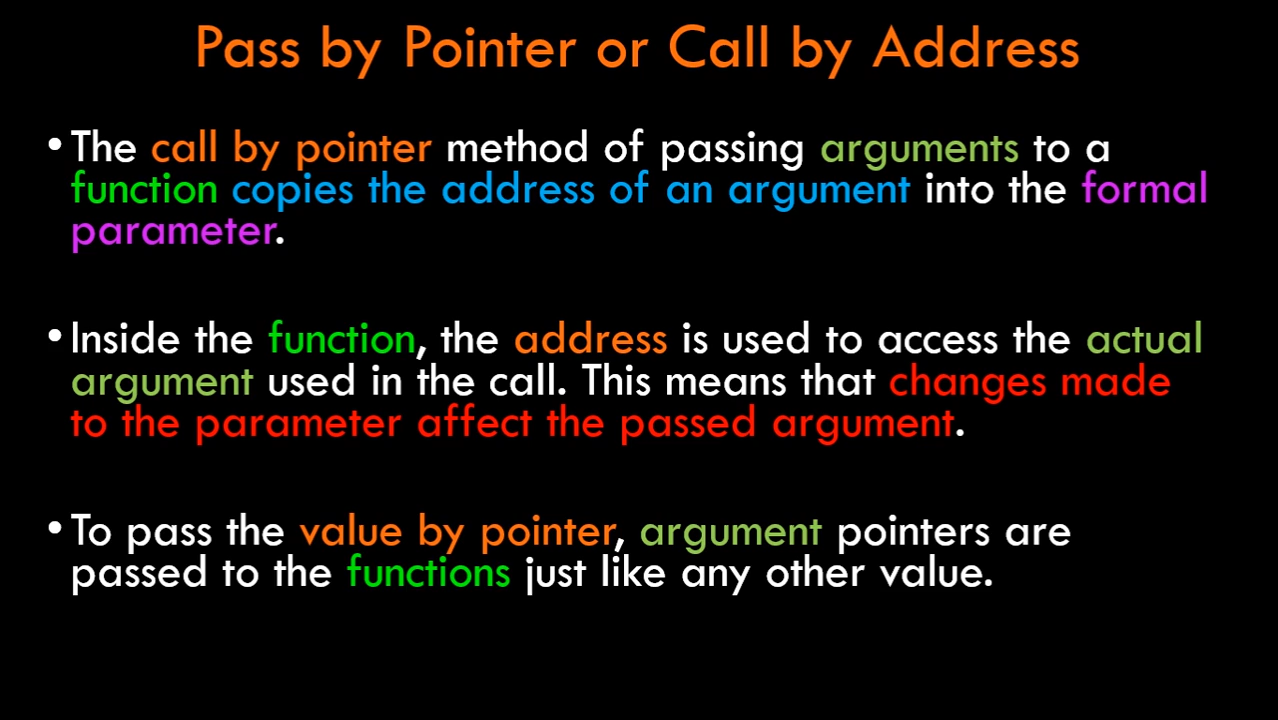 Pass by Pointer or Call by Address
• The call by pointer method of passing arguments to a
function copies the address of an argument into the formal
parameter.
• Inside the function, the address is used to access the actual
argument used in the call. This means that changes made
to the parameter affect the passed argument.
• To pass the value by pointer, argument pointers are
passed to the functions just like any other value.